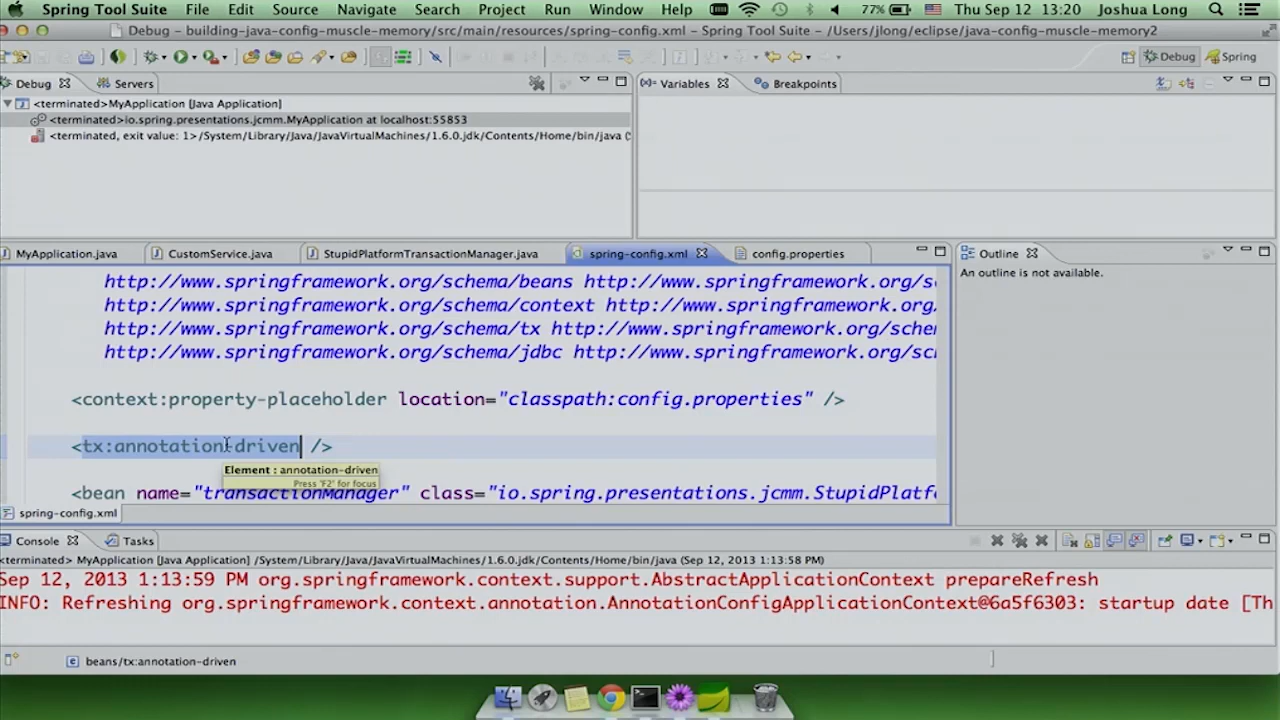 Spring Tool Suite File Edit Source Navigate Search Project Run Window Help 77% Thu Sep 12 13:20 Joshua Long
Debug - building-java-config-muscle-memory/src/main/resources/spring-config.xml - Spring Tool Suite - /Users/jlong/eclipse/java-config-muscle-memory2
Debug Spring
Debug Servers
(x)= Variables Breakpoints
<terminated>MyApplication [Java Application]
<terminated>io.spring.presentations.jcmm.MyApplication at localhost:55853
<terminated, exit value: 1>/System/Library/Java/JavaVirtualMachines/1.6.0.jdk/Contents/Home/bin/java (S
MyApplication.java CustomService.java StupidPlatformTransactionManager.java spring-config.xml config.properties
Outline
An outline is not available.
http://www.springframework.org/schema/beans http://www.springframework.org/s
http://www.springframework.org/schema/context http://www.springframework.org/
http://www.springframework.org/schema/tx http://www.springframework.org/schem
http://www.springframework.org/schema/jdbc http://www.springframework.org/sc
<context:property-placeholder location="classpath:config.properties" />
<tx:annotation-driven />
Element : annotation-driven
Press 'F2' for focus
<bean name="transactionManager" class="io.spring.presentations.jcmm.StupidPlatf
spring-config.xml
Console Tasks
<terminated> MyApplication [Java Application] /System/Library/Java/JavaVirtualMachines/1.6.0.jdk/Contents/Home/bin/java (Sep 12, 2013 1:13:58 PM)
Sep 12, 2013 1:13:59 PM org.springframework.context.support.AbstractApplicationContext prepareRefresh
INFO: Refreshing org.springframework.context.annotation.AnnotationConfigApplicationContext@6a5f6303: startup date [Th
beans/tx:annotation-driven